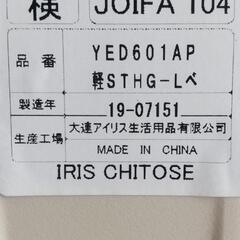 検 JOIFA 104
品番 YED601AP
軽STHG-Lベ
製造年 19-07151
生産工場 大連アイリス生活用品有限公司
MADE IN CHINA
IRIS CHITOSE